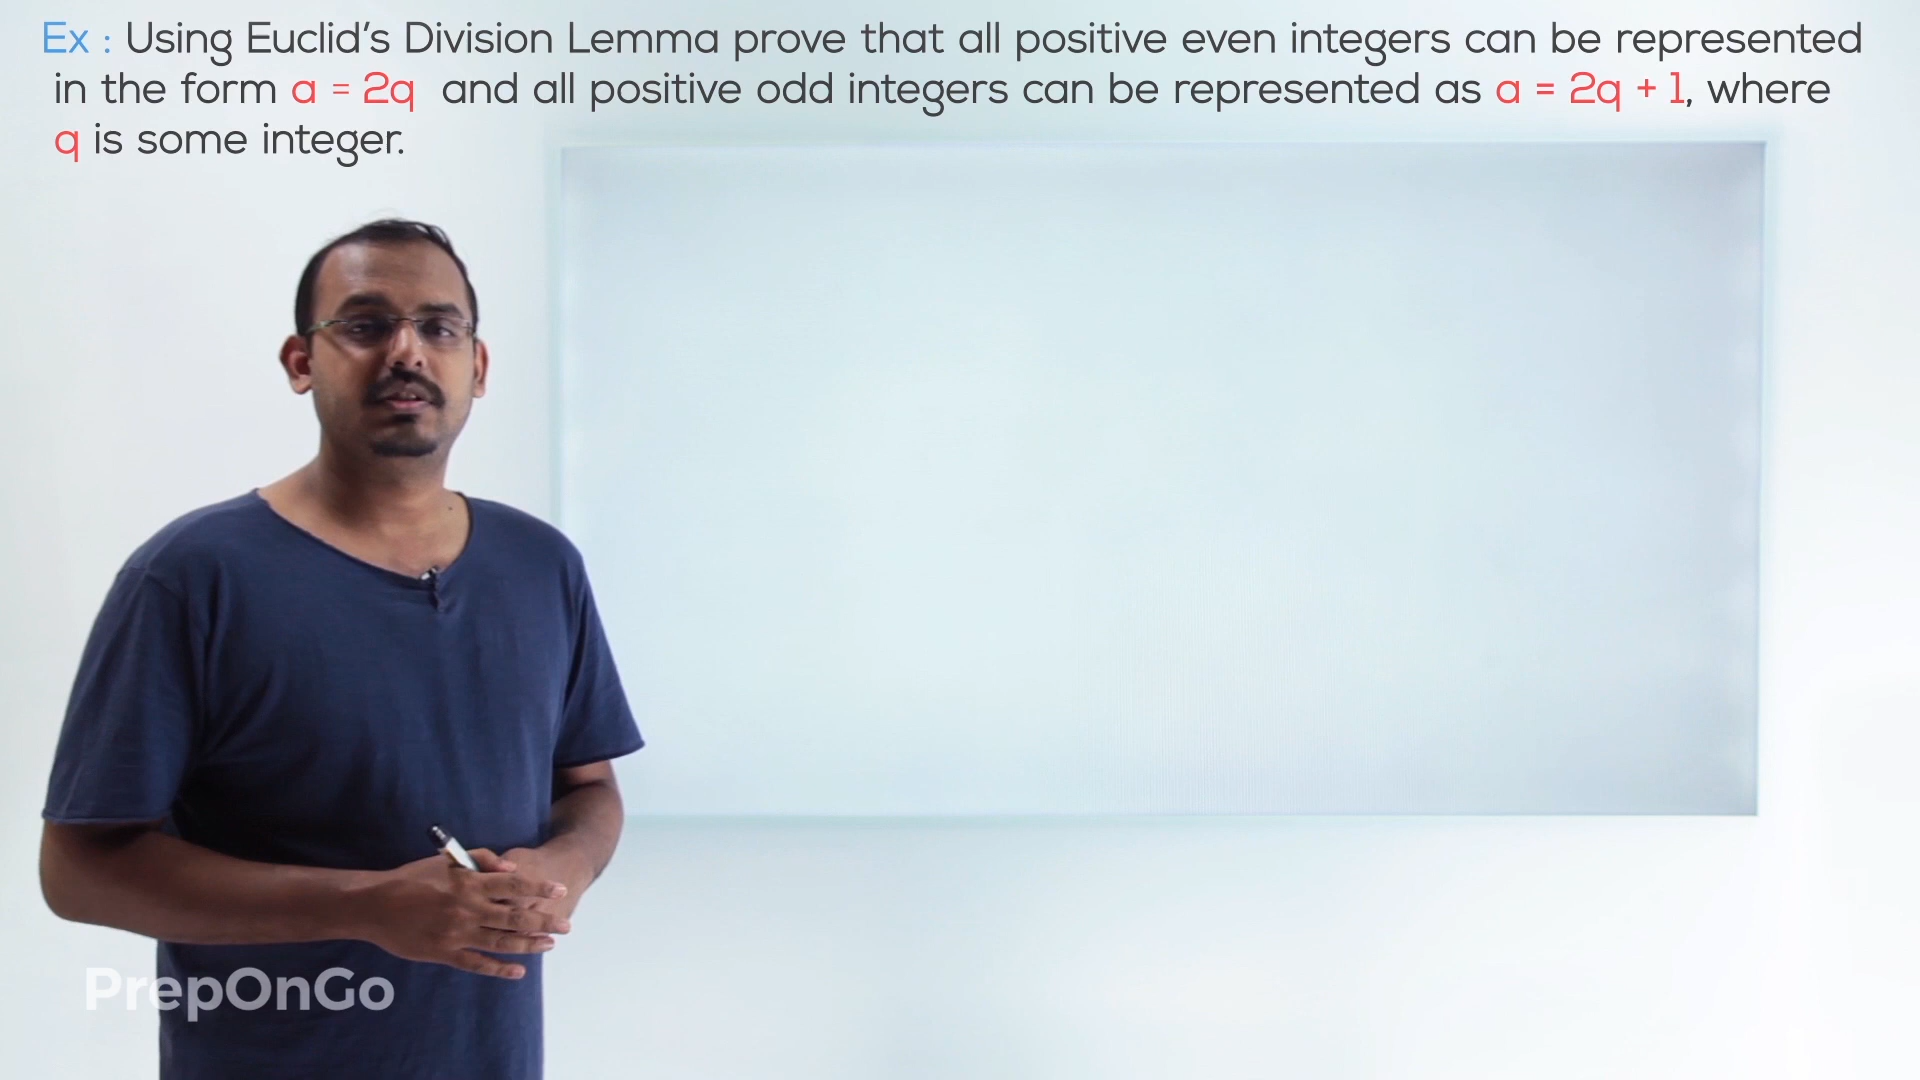 Ex : Using Euclid's Division Lemma prove that all positive even integers can be represented
in the form a = 2q and all positive odd integers can be represented as a = 2q + 1, where
q is some integer.
PrepOnGo